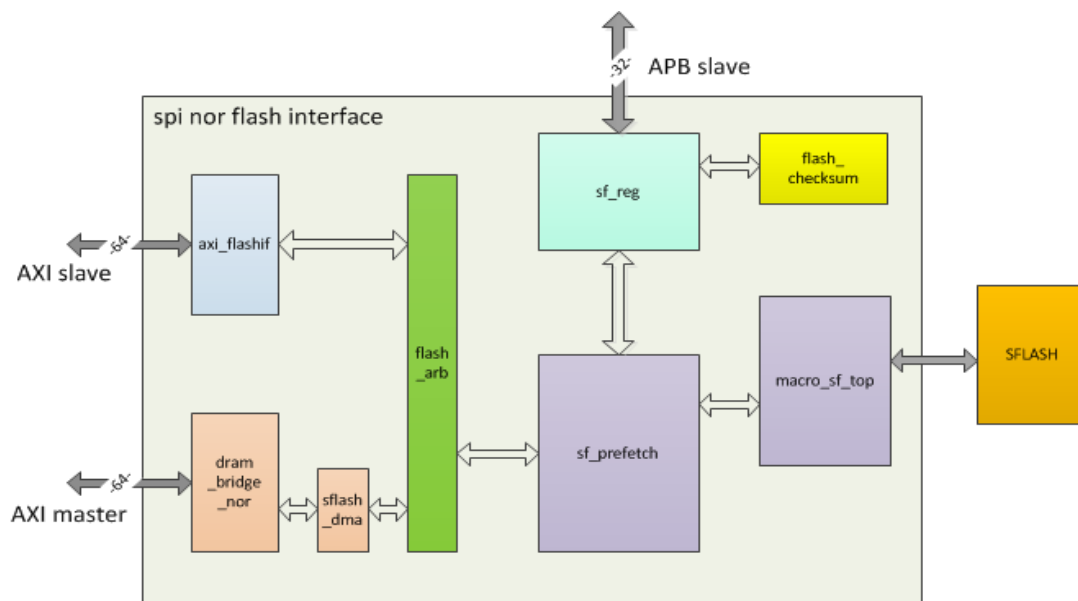 -32-
APB slave
spi nor flash interface
flash_
checksum
sf_reg
axi_flashif
-64-
AXI slave
flash
_arb
SFLASH
macro_sf_top
sf_prefetch
dram
_bridge
_nor
sflash
_dma
-64-
AXI master